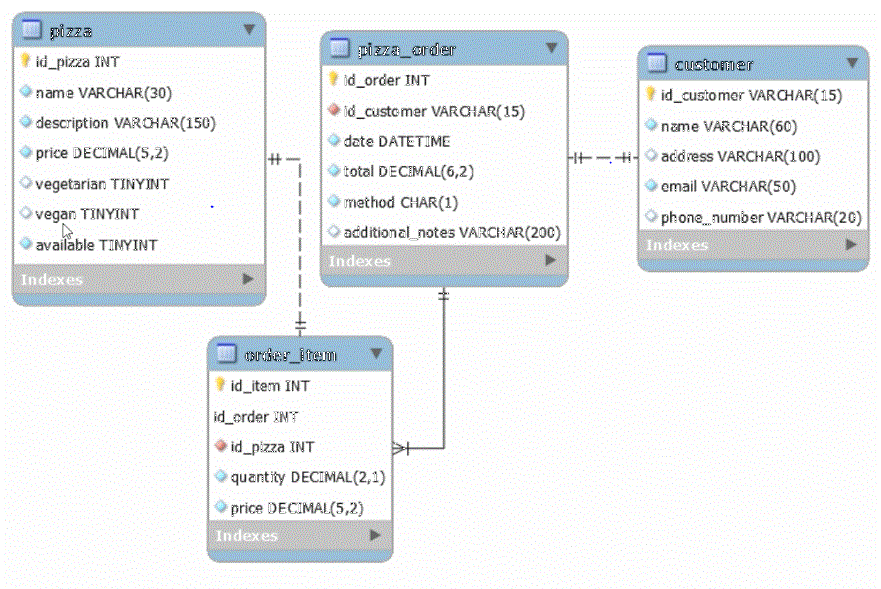 pizza
id_pizza INT
name VARCHAR(30)
description VARCHAR(150)
price DECIMAL(5,2)
vegetarian TINYINT
vegan TINYINT
available TINYINT
Indexes
pizza_order
id_order INT
id_customer VARCHAR(15)
date DATETIME
total DECIMAL(6,2)
method CHAR(1)
additional_notes VARCHAR(200)
Indexes
customer
id_customer VARCHAR(15)
name VARCHAR(60)
address VARCHAR(100)
email VARCHAR(50)
phone_number VARCHAR(20)
Indexes
order_item
id_item INT
id_order INT
id_pizza INT
quantity DECIMAL(2,1)
price DECIMAL(5,2)
Indexes